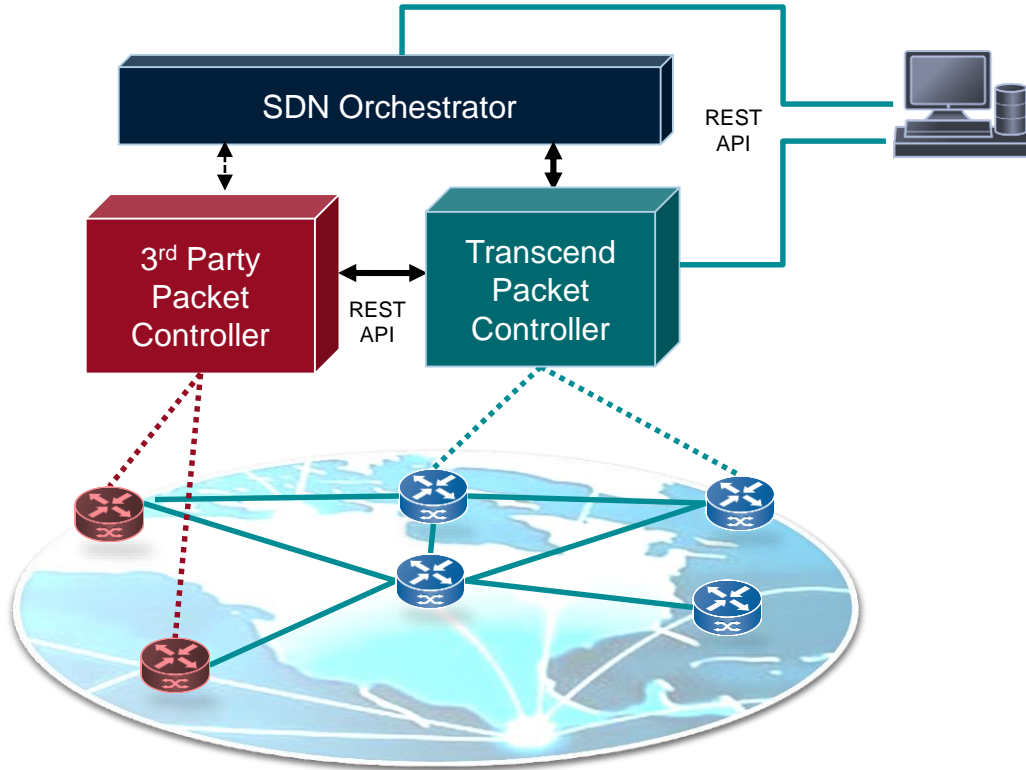 SDN Orchestrator
REST
API
3rd Party
Packet
Controller
REST
API
Transcend
Packet
Controller